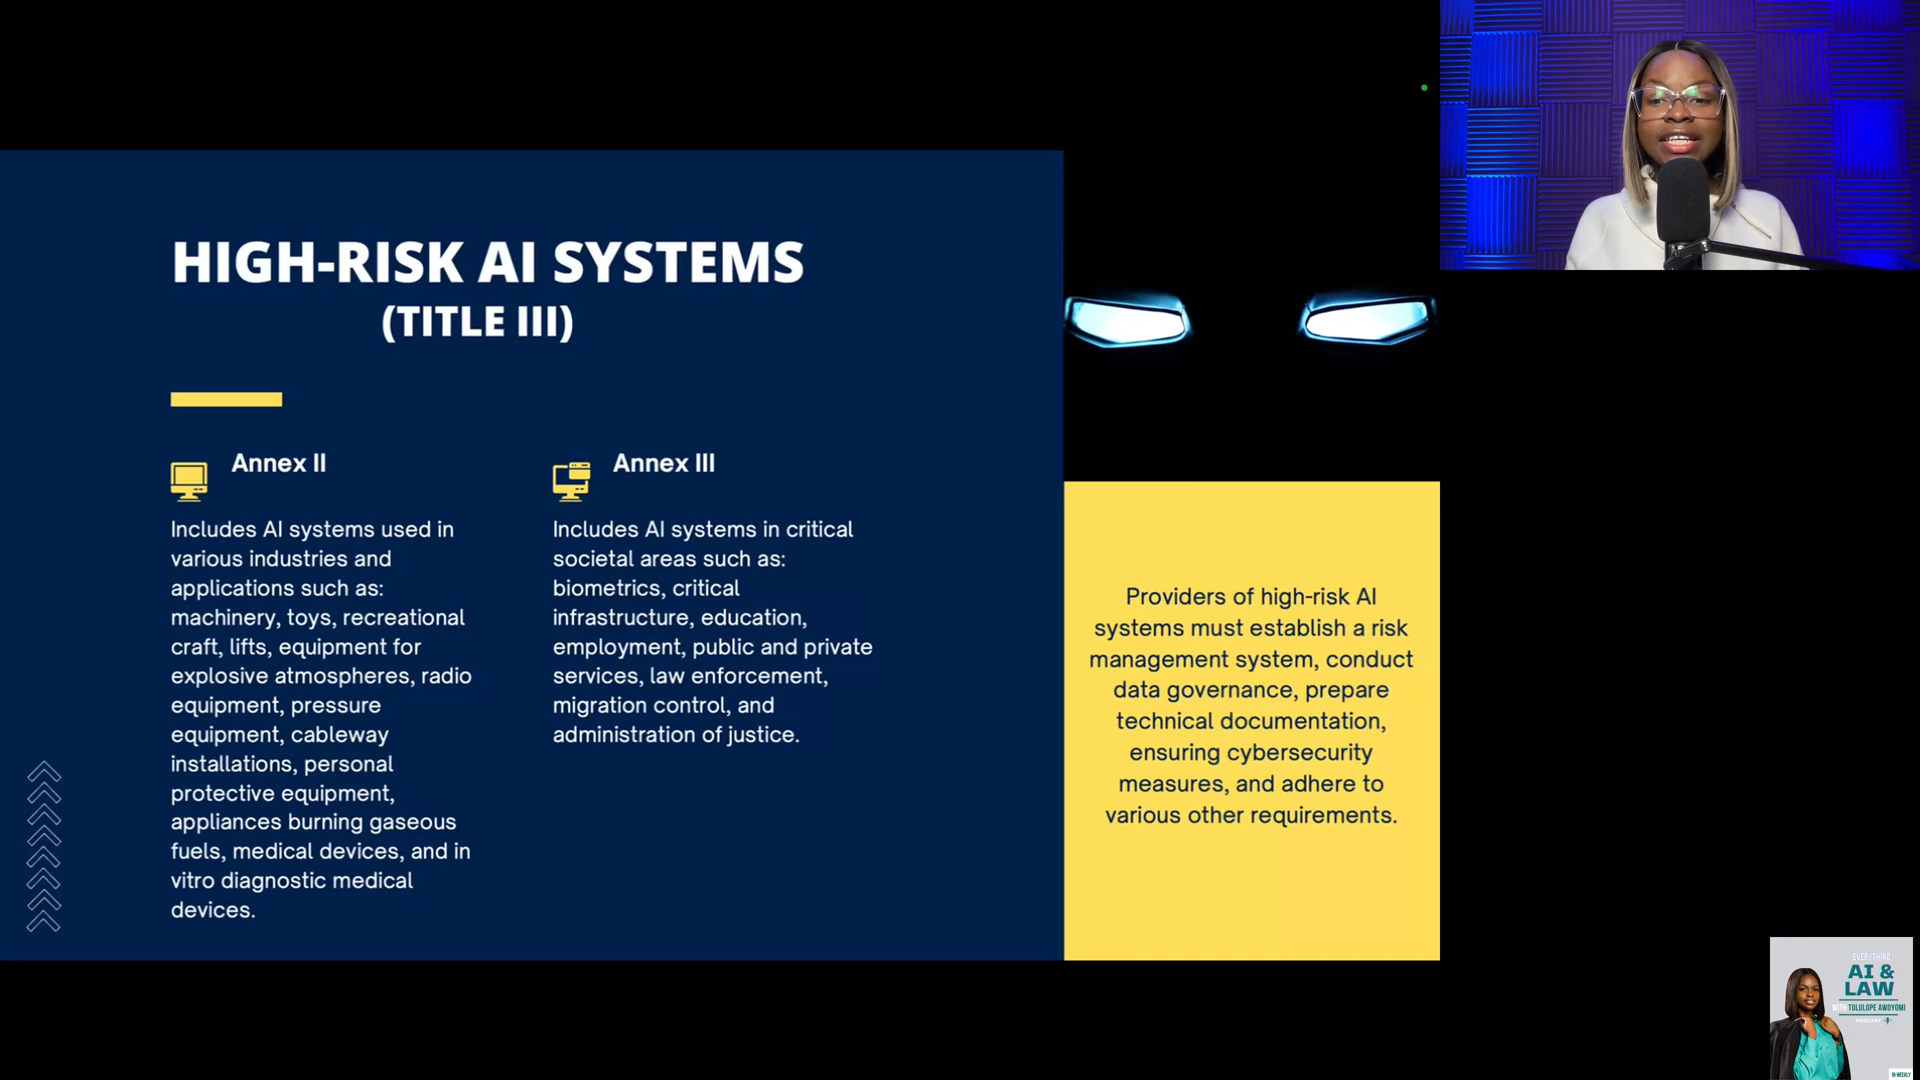 HIGH-RISK AI SYSTEMS
(TITLE III)
Annex II
Includes AI systems used in
various industries and
applications such as:
machinery, toys, recreational
craft, lifts, equipment for
explosive atmospheres, radio
equipment, pressure
equipment, cableway
installations, personal
protective equipment,
appliances burning gaseous
fuels, medical devices, and in
vitro diagnostic medical
devices.
Annex III
Includes AI systems in critical
societal areas such as:
biometrics, critical
infrastructure, education,
employment, public and private
services, law enforcement,
migration control, and
administration of justice.
Providers of high-risk AI
systems must establish a risk
management system, conduct
data governance, prepare
technical documentation,
ensuring cybersecurity
measures, and adhere to
various other requirements.
EVERYTHING
AI &
LAW
WITH TOLULOPE AWOYOMI
PODCAST
BI-WEEKLY